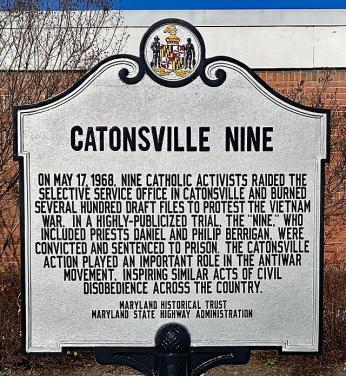 CATONSVILLE NINE
ON MAY 17, 1968, NINE CATHOLIC ACTIVISTS RAIDED THE
SELECTIVE SERVICE OFFICE IN CATONSVILLE AND BURNED
SEVERAL HUNDRED DRAFT FILES TO PROTEST THE VIETNAM
WAR. IN A HIGHLY-PUBLICIZED TRIAL, THE "NINE," WHO
INCLUDED PRIESTS DANIEL AND PHILIP BERRIGAN, WERE
CONVICTED AND SENTENCED TO PRISON. THE CATONSVILLE
ACTION PLAYED AN IMPORTANT ROLE IN THE ANTIWAR
MOVEMENT, INSPIRING SIMILAR ACTS OF CIVIL
DISOBEDIENCE ACROSS THE COUNTRY.
MARYLAND HISTORICAL TRUST
MARYLAND STATE HIGHWAY ADMINISTRATION